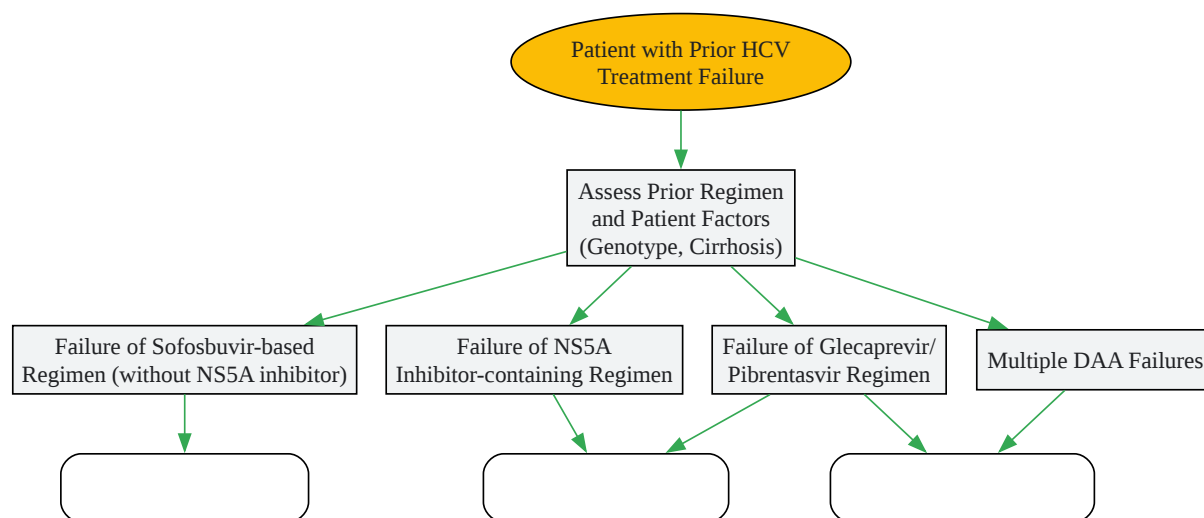 Patient with Prior HCV
Treatment Failure
Assess Prior Regimen
and Patient Factors
(Genotype, Cirrhosis)
Failure of Sofosbuvir-based
Regimen (without NS5A inhibitor)
Failure of NS5A
Inhibitor-containing Regimen
Failure of Glecaprevir/
Pibrentasvir Regimen
Multiple DAA Failures